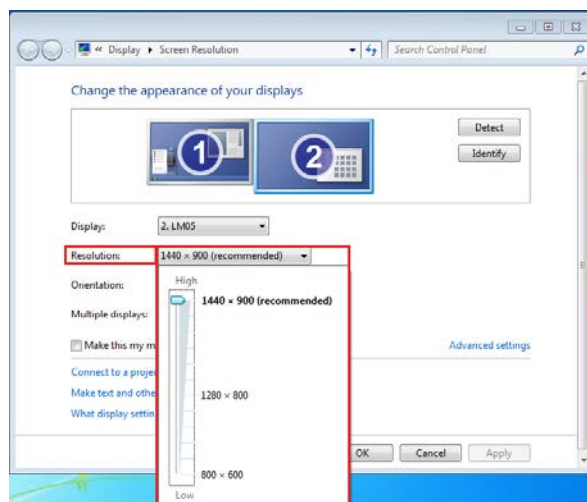 « Display ▸ Screen Resolution
Search Control Panel
Change the appearance of your displays
1
2
Detect
Identify
Display:
2. LM05
Resolution:
1440 × 900 (recommended)
Orientation:
High
1440 × 900 (recommended)
Multiple displays:
Make this my m
Advanced settings
Connect to a proje
Make text and othe
1280 × 800
What display settin
OK
Cancel
Apply
800 × 600
Low